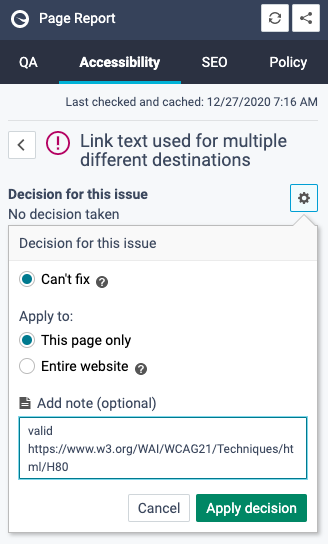 Page Report
QA Accessibility SEO Policy
Last checked and cached: 12/27/2020 7:16 AM
Link text used for multiple
different destinations
Decision for this issue
No decision taken
Decision for this issue
Can't fix ?
Apply to:
This page only
Entire website ?
Add note (optional)
valid
https://www.w3.org/WAI/WCAG21/Techniques/ht
ml/H80
Cancel Apply decision